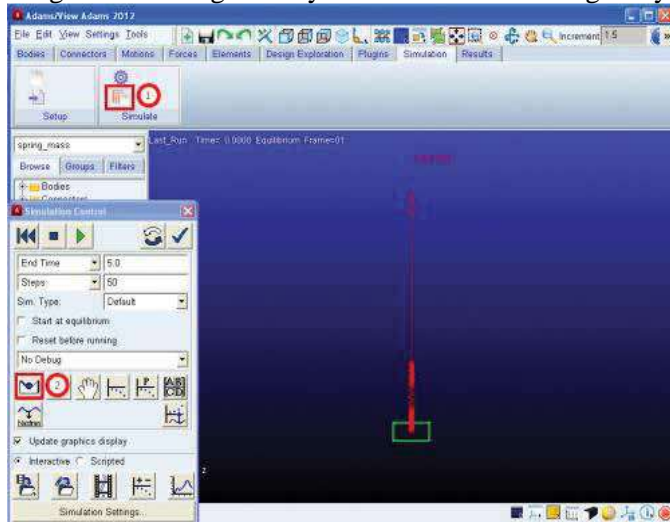 Adams/View Adams 2012
File Edit View Settings Tools
Increment 1.5
Bodies Connectors Motions Forces Elements Design Exploration Plugins Simulation Results
1
Setup Simulate
spring_mass
Last_Run Time= 0.0000 Equilibrium Frame=01
Browse Groups Filters
Bodies
Connectors
Simulation Control
End Time 5.0
Steps 50
Sim. Type: Default
Start at equilibrium
Reset before running
No Debug
2
P
AB
CD
Update graphics display
Interactive Scripted
z
Simulation Settings...